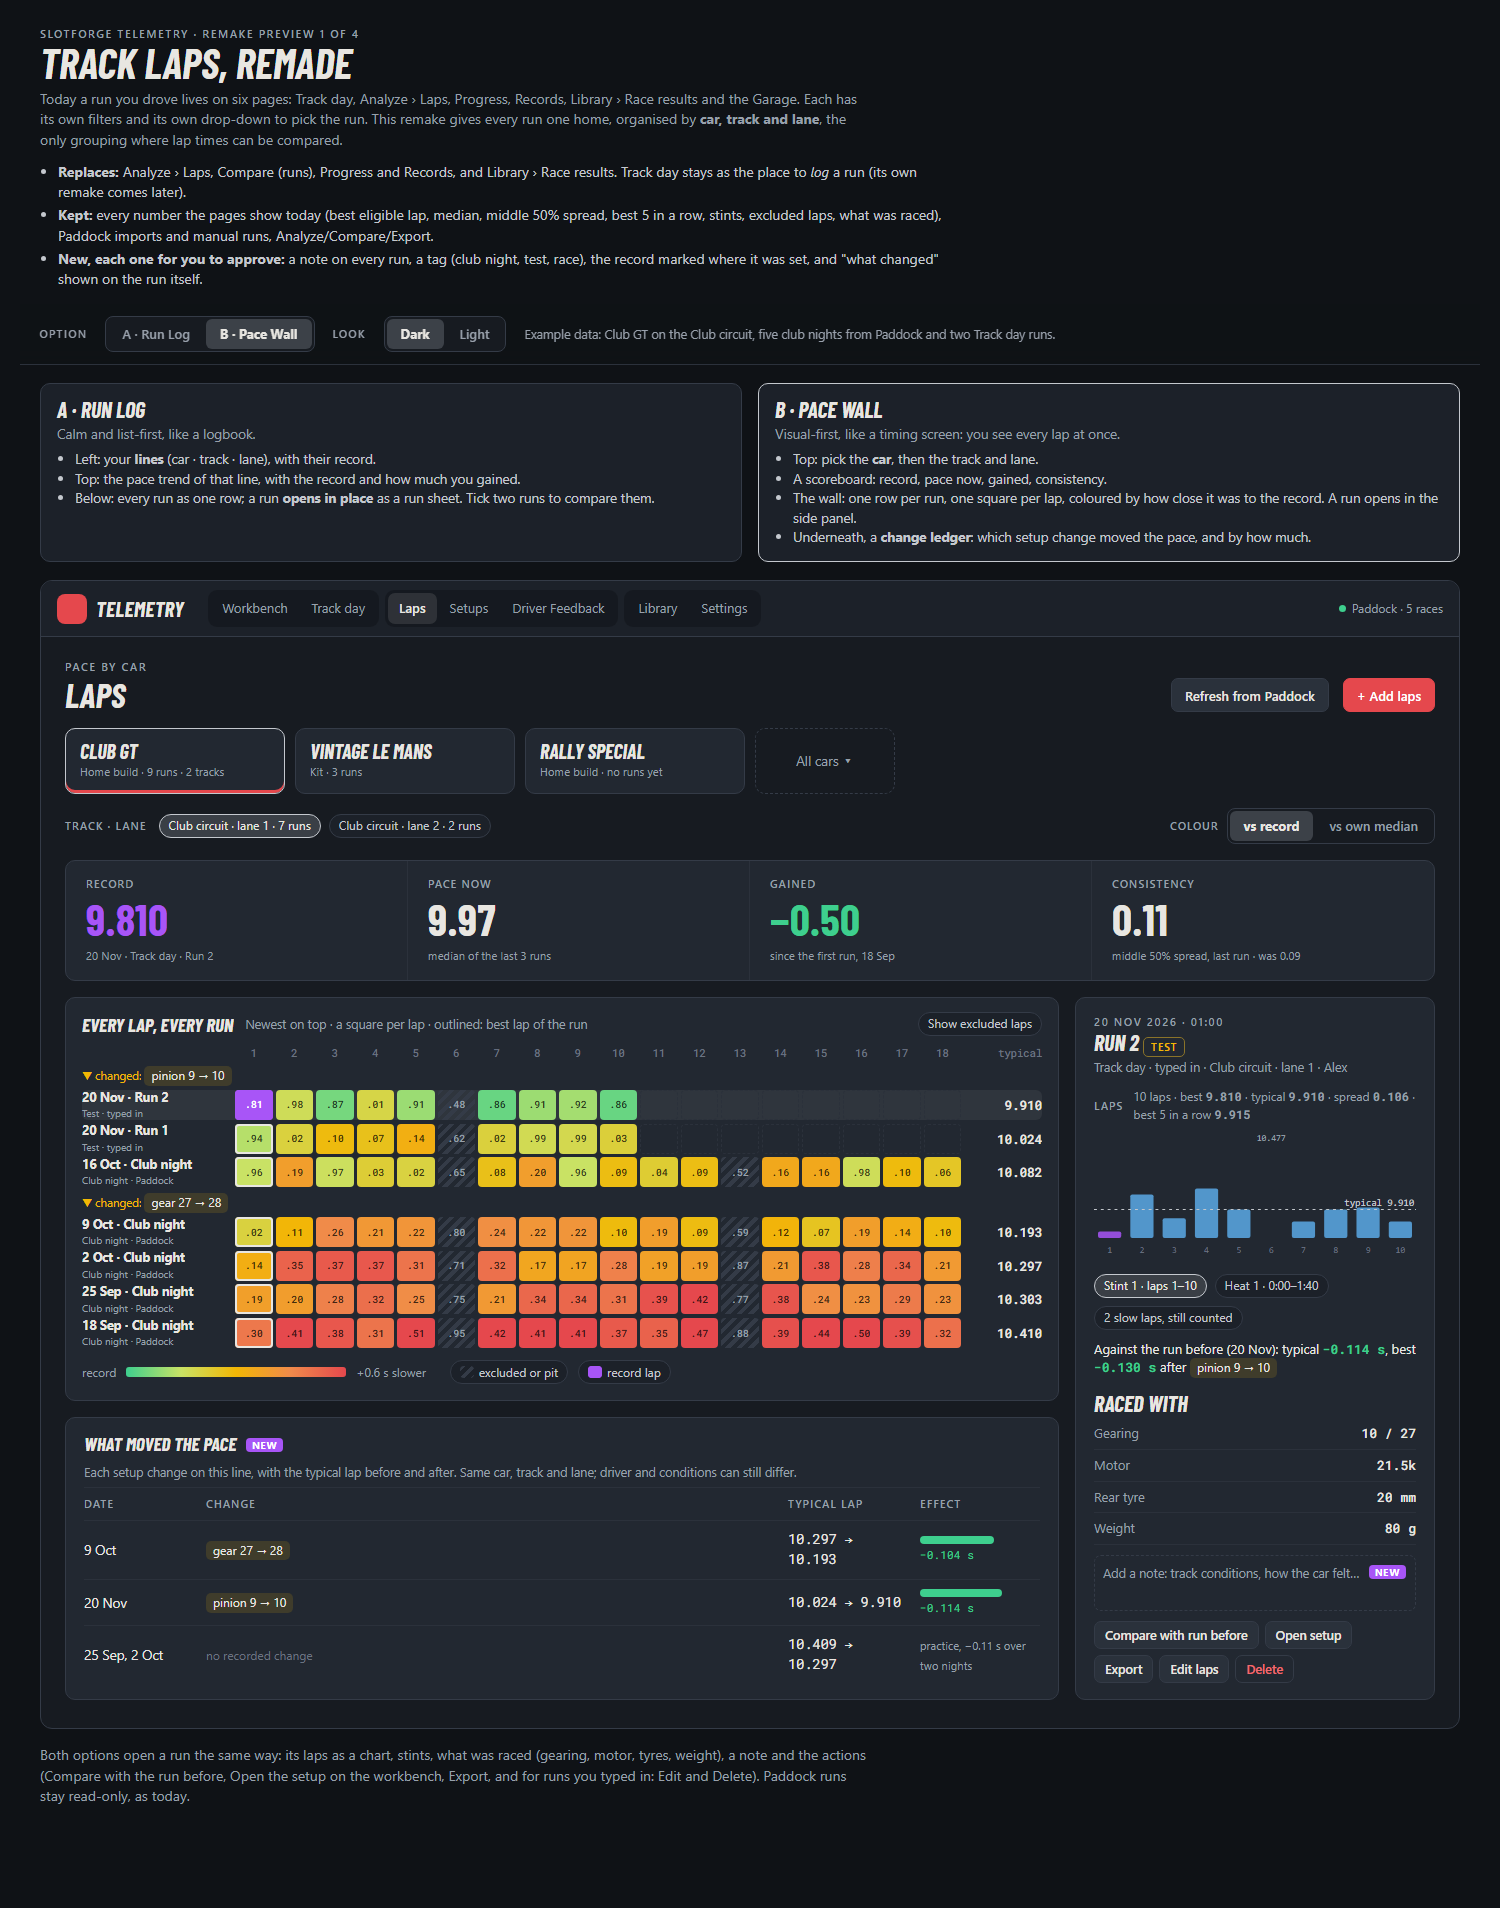 SLOTFORGE TELEMETRY · REMAKE PREVIEW 1 OF 4
TRACK LAPS, REMADE
Today a run you drove lives on six pages: Track day, Analyze › Laps, Progress, Records, Library › Race results and the Garage. Each has
its own filters and its own drop-down to pick the run. This remake gives every run one home, organised by car, track and lane, the
only grouping where lap times can be compared.
• Replaces: Analyze › Laps, Compare (runs), Progress and Records, and Library › Race results. Track day stays as the place to log a run (its own
remake comes later).
• Kept: every number the pages show today (best eligible lap, median, middle 50% spread, best 5 in a row, stints, excluded laps, what was raced),
Paddock imports and manual runs, Analyze/Compare/Export.
• New, each one for you to approve: a note on every run, a tag (club night, test, race), the record marked where it was set, and "what changed"
shown on the run itself.
OPTION A · Run Log B · Pace Wall LOOK Dark Light Example data: Club GT on the Club circuit, five club nights from Paddock and two Track day runs.
A · RUN LOG
Calm and list-first, like a logbook.
• Left: your lines (car · track · lane), with their record.
• Top: the pace trend of that line, with the record and how much you gained.
• Below: every run as one row; a run opens in place as a run sheet. Tick two runs to compare them.
B · PACE WALL
Visual-first, like a timing screen: you see every lap at once.
• Top: pick the car, then the track and lane.
• A scoreboard: record, pace now, gained, consistency.
• The wall: one row per run, one square per lap, coloured by how close it was to the record. A run opens in the
side panel.
• Underneath, a change ledger: which setup change moved the pace, and by how much.
TELEMETRY Workbench Track day Laps Setups Driver Feedback Library Settings Paddock · 5 races
PACE BY CAR
LAPS
Refresh from Paddock + Add laps
CLUB GT
Home build · 9 runs · 2 tracks
VINTAGE LE MANS
Kit · 3 runs
RALLY SPECIAL
Home build · no runs yet
All cars ▾
TRACK · LANE Club circuit · lane 1 · 7 runs Club circuit · lane 2 · 2 runs COLOUR vs record vs own median
RECORD
9.810
20 Nov · Track day · Run 2
PACE NOW
9.97
median of the last 3 runs
GAINED
−0.50
since the first run, 18 Sep
CONSISTENCY
0.11
middle 50% spread, last run · was 0.09
EVERY LAP, EVERY RUN Newest on top · a square per lap · outlined: best lap of the run Show excluded laps
1 2 3 4 5 6 7 8 9 10 11 12 13 14 15 16 17 18 typical
▼ changed: pinion 9 → 10
20 Nov · Run 2 .81 .98 .87 .01 .91 .48 .86 .91 .92 .86 9.910
Test · typed in
20 Nov · Run 1 .94 .02 .10 .07 .14 .62 .02 .99 .99 .03 10.024
Test · typed in
16 Oct · Club night .96 .19 .97 .03 .02 .65 .08 .20 .96 .09 .04 .09 .52 .16 .16 .98 .10 .06 10.082
Club night · Paddock
▼ changed: gear 27 → 28
9 Oct · Club night .02 .11 .26 .21 .22 .80 .24 .22 .22 .10 .19 .09 .59 .12 .07 .19 .14 .10 10.193
Club night · Paddock
2 Oct · Club night .14 .35 .37 .37 .31 .71 .32 .17 .17 .28 .19 .19 .87 .21 .38 .28 .34 .21 10.297
Club night · Paddock
25 Sep · Club night .19 .20 .28 .32 .25 .75 .21 .34 .34 .31 .39 .42 .77 .38 .24 .23 .29 .23 10.303
Club night · Paddock
18 Sep · Club night .30 .41 .38 .31 .51 .95 .42 .41 .41 .37 .35 .47 .88 .39 .44 .50 .39 .32 10.410
Club night · Paddock
record +0.6 s slower excluded or pit record lap
WHAT MOVED THE PACE NEW
Each setup change on this line, with the typical lap before and after. Same car, track and lane; driver and conditions can still differ.
DATE CHANGE TYPICAL LAP EFFECT
9 Oct gear 27 → 28 10.297 →
10.193
−0.104 s
20 Nov pinion 9 → 10 10.024 → 9.910
−0.114 s
25 Sep, 2 Oct no recorded change 10.409 →
10.297
practice, −0.11 s over
two nights
20 NOV 2026 · 01:00
RUN 2 TEST
Track day · typed in · Club circuit · lane 1 · Alex
LAPS 10 laps · best 9.810 · typical 9.910 · spread 0.106 ·
best 5 in a row 9.915
10.477
typical 9.910
1 2 3 4 5 6 7 8 9 10
Stint 1 · laps 1–10 Heat 1 · 0:00–1:40
2 slow laps, still counted
Against the run before (20 Nov): typical −0.114 s, best
−0.130 s after pinion 9 → 10
RACED WITH
Gearing 10 / 27
Motor 21.5k
Rear tyre 20 mm
Weight 80 g
Add a note: track conditions, how the car felt... NEW
Compare with run before Open setup
Export Edit laps Delete
Both options open a run the same way: its laps as a chart, stints, what was raced (gearing, motor, tyres, weight), a note and the actions
(Compare with the run before, Open the setup on the workbench, Export, and for runs you typed in: Edit and Delete). Paddock runs
stay read-only, as today.